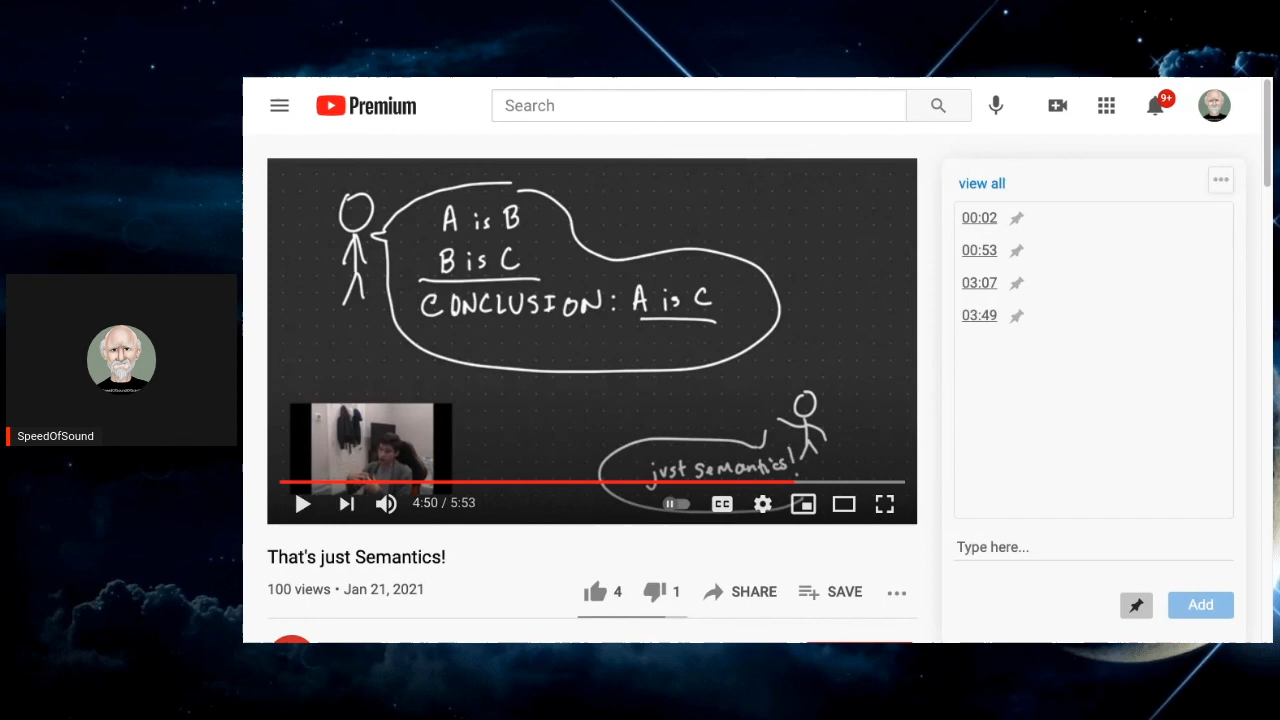 Premium
Search
9+
A is B
B is C
CONCLUSION: A is C
just semantics!
4:50 / 5:53
CC
That's just Semantics!
100 views • Jan 21, 2021
4
1
SHARE
SAVE
view all
00:02
00:53
03:07
03:49
Type here...
Add
SpeedOfSound